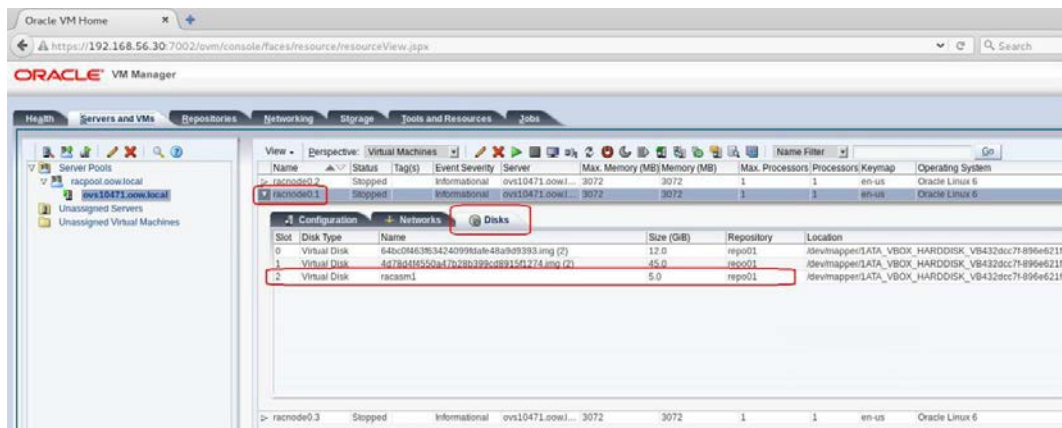 Oracle VM Home
https://192.168.56.30:7002/ovm/console/faces/resource/resourceView.jspx
Search
ORACLE VM Manager
Health Servers and VMs Repositories Networking Storage Tools and Resources Jobs
View Perspective: Virtual Machines Name Filter Go
Server Pools
racpool.oow.local
ovs10471.oow.local
Unassigned Servers
Unassigned Virtual Machines
Name Status Tag(s) Event Severity Server Max. Memory (MB) Memory (MB) Max. Processors Processors Keymap Operating System
racnode0.2 Stopped Informational ovs10471.oow.l... 3072 3072 1 1 en-us Oracle Linux 6
racnode0.1 Stopped Informational ovs10471.oow.l... 3072 3072 1 1 en-us Oracle Linux 6
Configuration Networks Disks
Slot Disk Type Name Size (GiB) Repository Location
0 Virtual Disk 12.0 repo01
1 Virtual Disk 45.0 repo01
2 Virtual Disk racasm1 5.0 repo01
racnode0.3 Stopped Informational ovs10471.oow.l... 3072 3072 1 1 en-us Oracle Linux 6